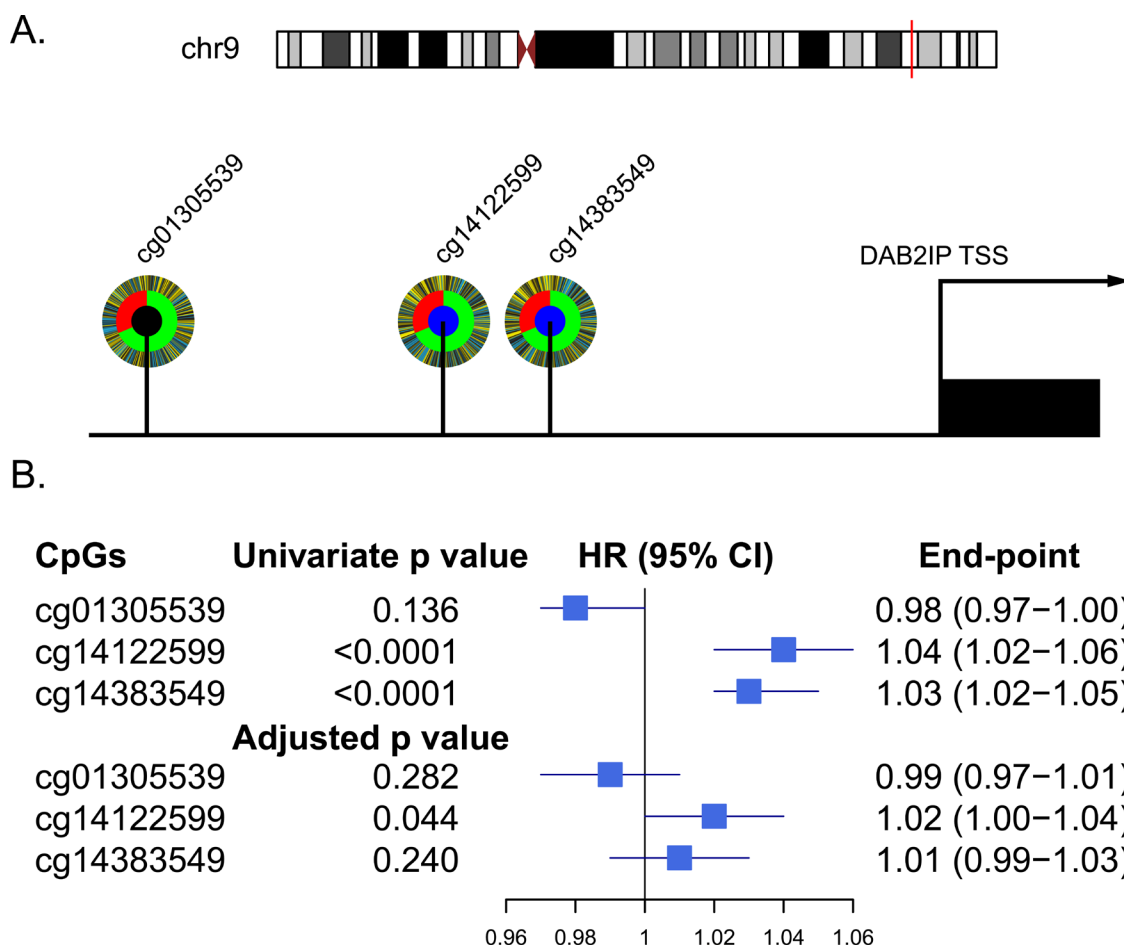 A.
chr9
cg01305539
cg14122599
cg14383549
DAB2IP TSS
B.
CpGs Univariate p value HR (95% CI) End-point
cg01305539 0.136 0.98 (0.97−1.00)
cg14122599 <0.0001 1.04 (1.02−1.06)
cg14383549 <0.0001 1.03 (1.02−1.05)
Adjusted p value
cg01305539 0.282 0.99 (0.97−1.01)
cg14122599 0.044 1.02 (1.00−1.04)
cg14383549 0.240 1.01 (0.99−1.03)
0.96 0.98 1 1.02 1.04 1.06